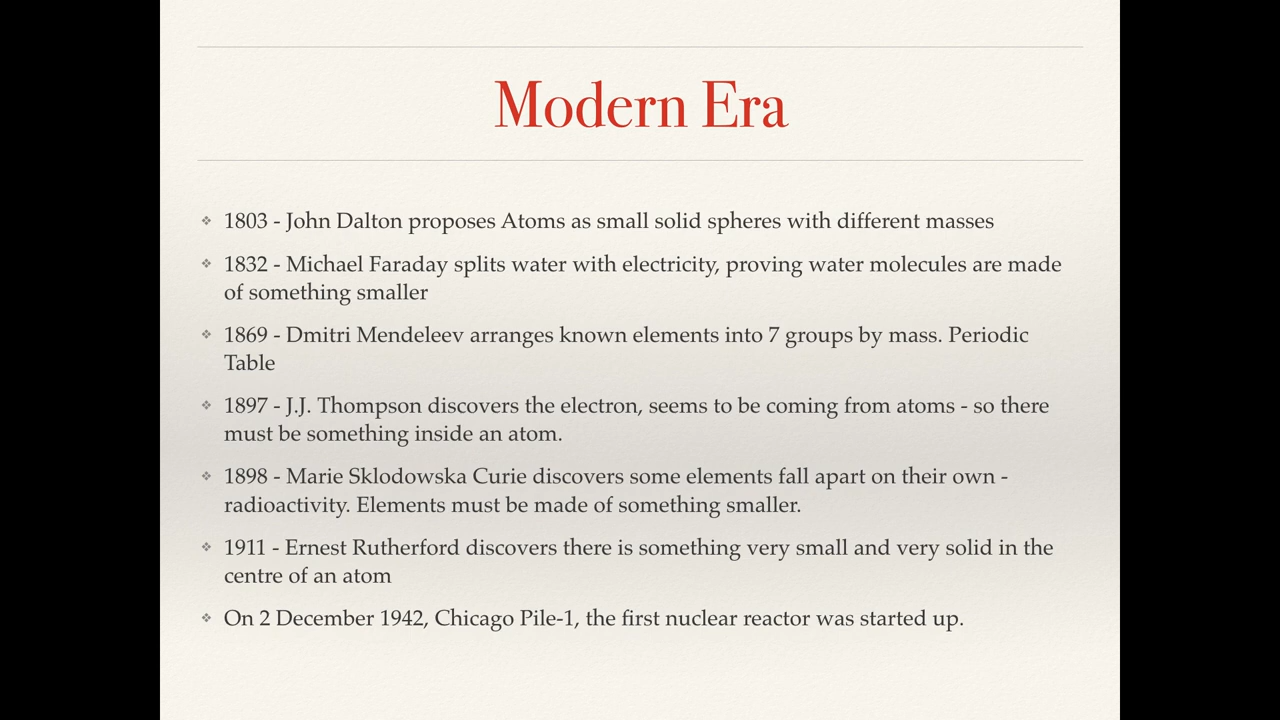 Modern Era
❖ 1803 - John Dalton proposes Atoms as small solid spheres with different masses
❖ 1832 - Michael Faraday splits water with electricity, proving water molecules are made
of something smaller
❖ 1869 - Dmitri Mendeleev arranges known elements into 7 groups by mass. Periodic
Table
❖ 1897 - J.J. Thompson discovers the electron, seems to be coming from atoms - so there
must be something inside an atom.
❖ 1898 - Marie Sklodowska Curie discovers some elements fall apart on their own -
radioactivity. Elements must be made of something smaller.
❖ 1911 - Ernest Rutherford discovers there is something very small and very solid in the
centre of an atom
❖ On 2 December 1942, Chicago Pile-1, the first nuclear reactor was started up.